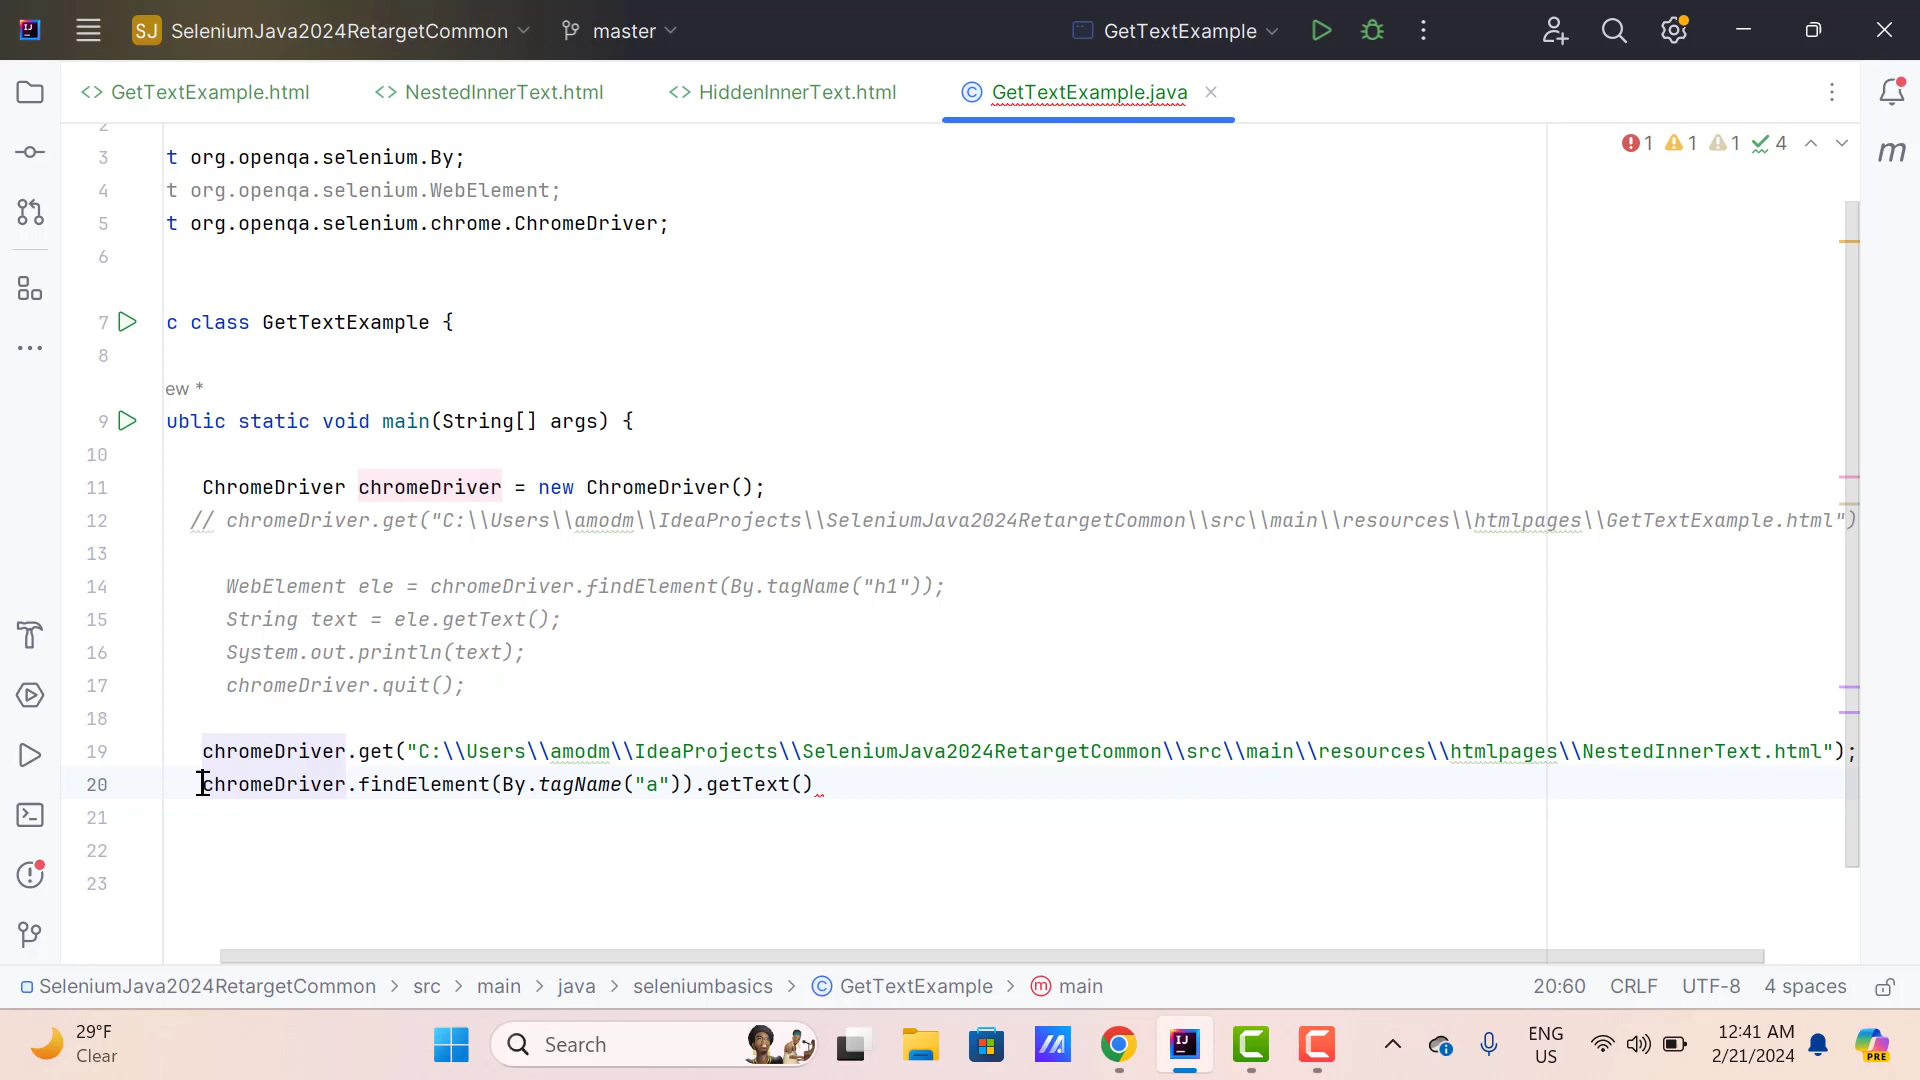 SJ SeleniumJava2024RetargetCommon master GetTextExample
<> GetTextExample.html <> NestedInnerText.html <> HiddenInnerText.html © GetTextExample.java
1 1 1 4
2
3 t org.openqa.selenium.By;
4 t org.openqa.selenium.WebElement;
5 t org.openqa.selenium.chrome.ChromeDriver;
6
7 c class GetTextExample {
8
ew *
9 ublic static void main(String[] args) {
10
11 ChromeDriver chromeDriver = new ChromeDriver();
12 // chromeDriver.get("C:\\Users\\amodm\\IdeaProjects\\SeleniumJava2024RetargetCommon\\src\\main\\resources\\htmlpages\\GetTextExample.html")
13
14 WebElement ele = chromeDriver.findElement(By.tagName("h1"));
15 String text = ele.getText();
16 System.out.println(text);
17 chromeDriver.quit();
18
19 chromeDriver.get("C:\\Users\\amodm\\IdeaProjects\\SeleniumJava2024RetargetCommon\\src\\main\\resources\\htmlpages\\NestedInnerText.html");
20 chromeDriver.findElement(By.tagName("a")).getText()
21
22
23
SeleniumJava2024RetargetCommon > src > main > java > seleniumbasics > GetTextExample > main 20:60 CRLF UTF-8 4 spaces
29°F
Clear
Search
ENG
US
12:41 AM
2/21/2024
PRE